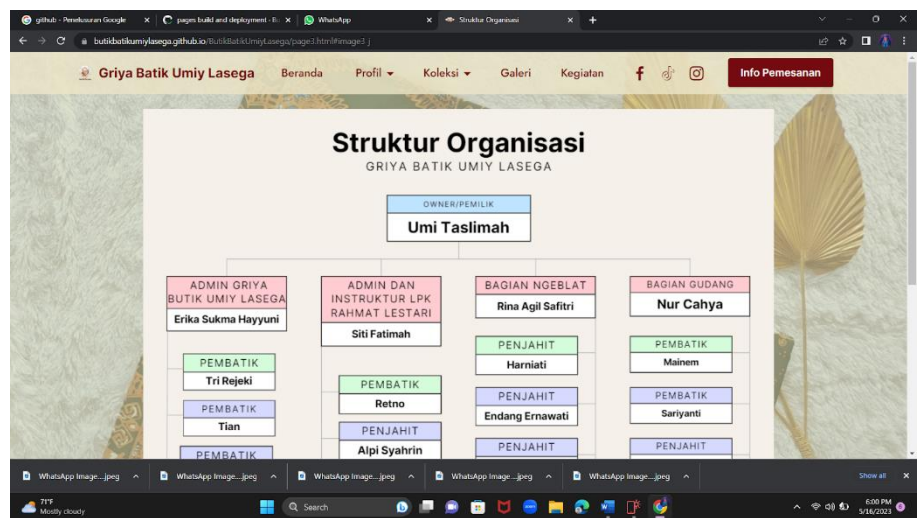 github - Penelusuran Google
pages build and deployment · Bu
WhatsApp
Struktur Organisasi
butikbatikumiylasega.github.io/ButikBatikUmiyLasega/page3.html#image3_j
Griya Batik Umiy Lasega
Beranda
Profil
Koleksi
Galeri
Kegiatan
Info Pemesanan
Struktur Organisasi
GRIYA BATIK UMIY LASEGA
OWNER/PEMILIK
Umi Taslimah
ADMIN GRIYA
BUTIK UMIY LASEGA
Erika Sukma Hayyuni
PEMBATIK
Tri Rejeki
PEMBATIK
Tian
PEMBATIK
ADMIN DAN
INSTRUKTUR LPK
RAHMAT LESTARI
Siti Fatimah
PEMBATIK
Retno
PENJAHIT
Alpi Syahrin
BAGIAN NGEBLAT
Rina Agil Safitri
PENJAHIT
Harniati
PENJAHIT
Endang Ernawati
PENJAHIT
BAGIAN GUDANG
Nur Cahya
PEMBATIK
Mainem
PEMBATIK
Sariyanti
PENJAHIT
WhatsApp Image....jpeg
WhatsApp Image....jpeg
WhatsApp Image....jpeg
WhatsApp Image....jpeg
WhatsApp Image....jpeg
Show all
71°F
Mostly cloudy
Search
6:00 PM
5/16/2023